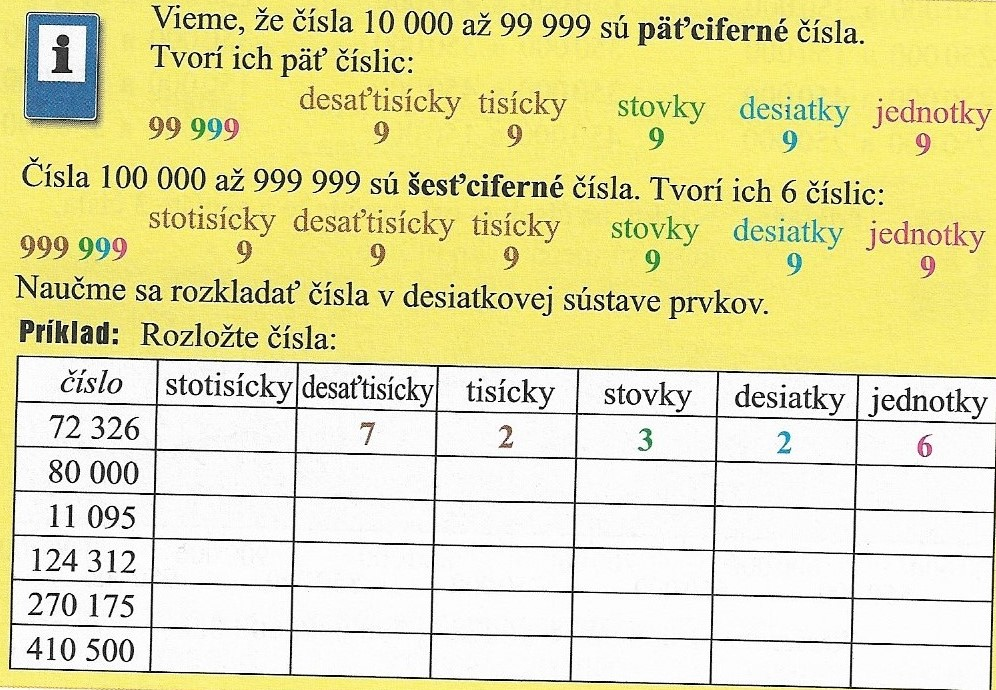 i
Vieme, že čísla 10 000 až 99 999 sú päťciferné čísla.
Tvorí ich päť číslic:
desaťtisícky tisícky stovky desiatky jednotky
99 999 9 9 9 9 9
Čísla 100 000 až 999 999 sú šesťciferné čísla. Tvorí ich 6 číslic:
stotisícky desaťtisícky tisícky stovky desiatky jednotky
999 999 9 9 9 9 9 9
Naučme sa rozkladať čísla v desiatkovej sústave prvkov.
Príklad: Rozložte čísla:
číslo stotisícky desaťtisícky tisícky stovky desiatky jednotky
72 326 7 2 3 2 6
80 000
11 095
124 312
270 175
410 500